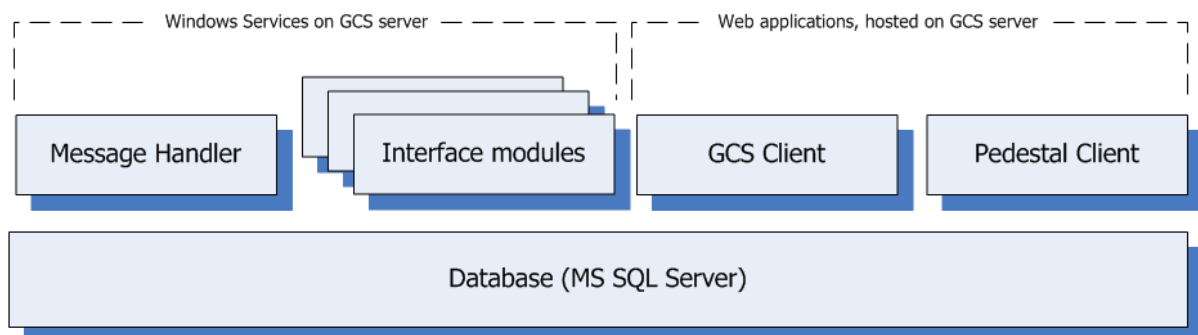 Windows Services on GCS server
Web applications, hosted on GCS server
Message Handler
Interface modules
GCS Client
Pedestal Client
Database (MS SQL Server)